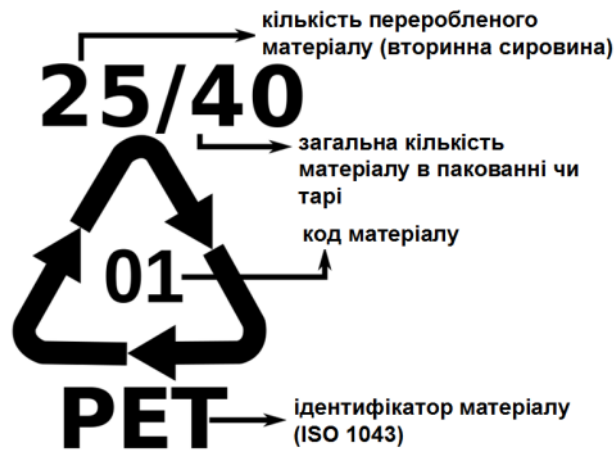 кількість переробленого
матеріалу (вторинна сировина)
25/40
загальна кількість
матеріалу в пакованні чи
тарі
код матеріалу
01
PET
ідентифікатор матеріалу
(ISO 1043)